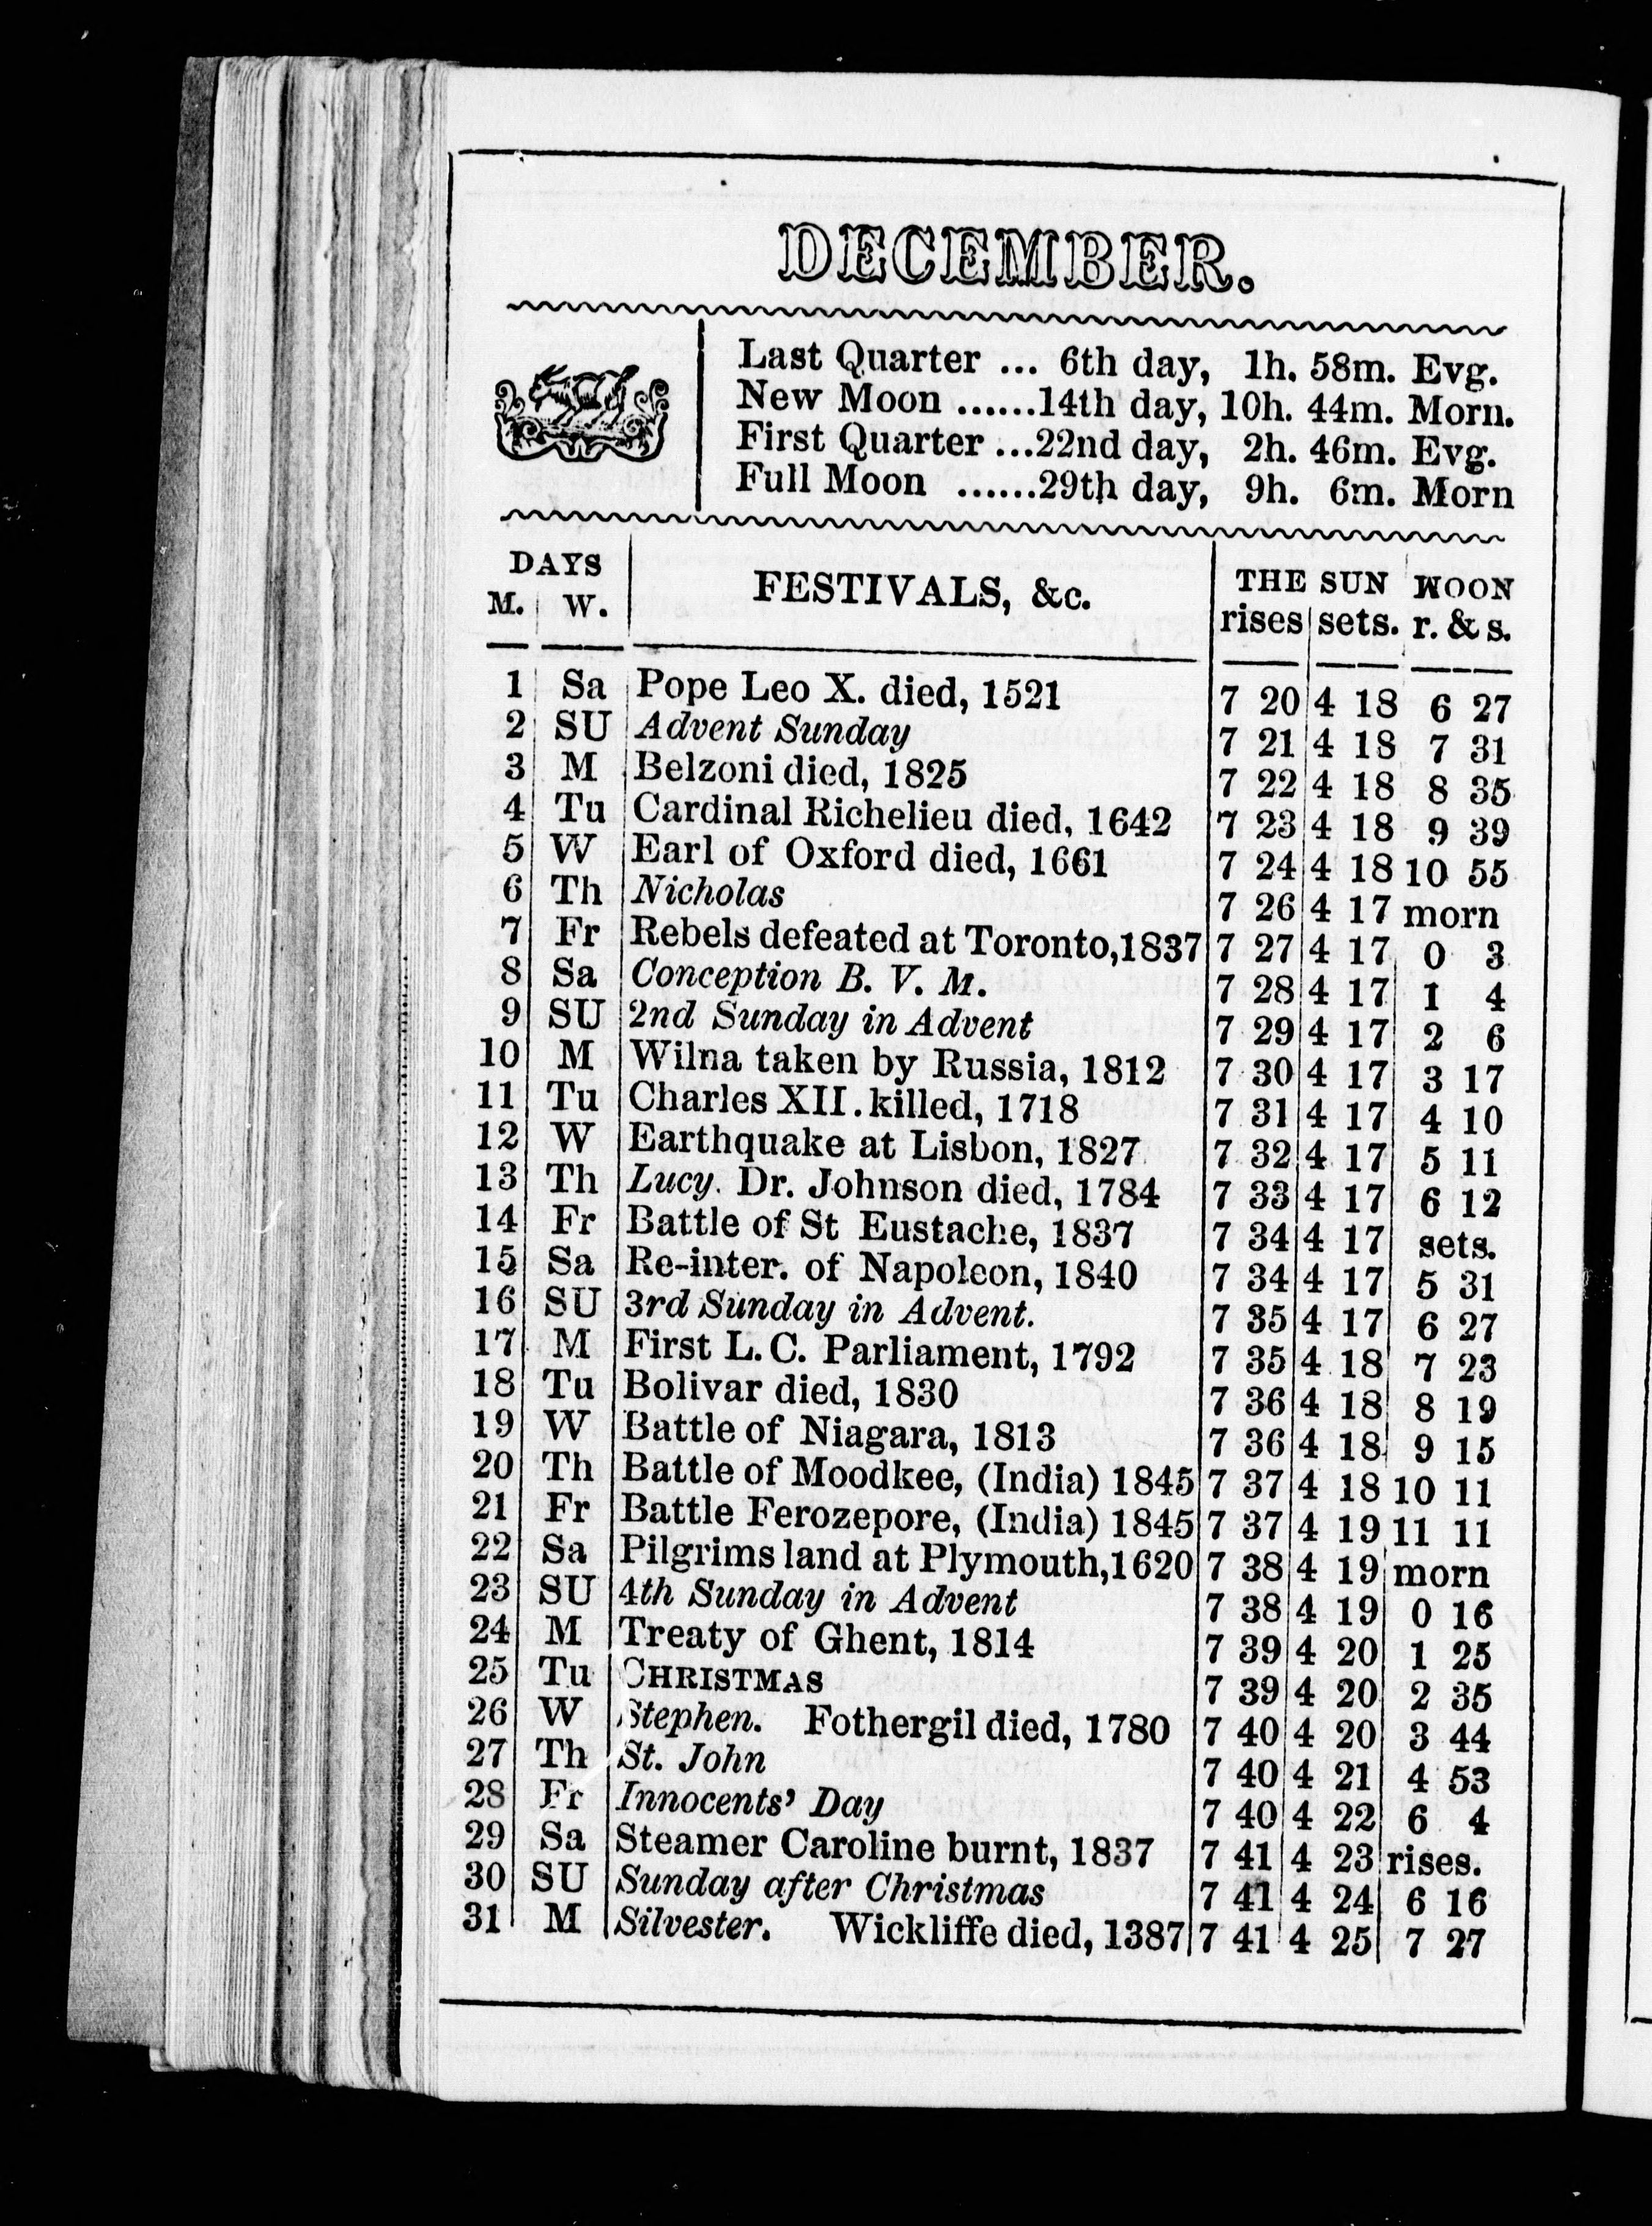 DECEMBER.
Last Quarter ... 6th day, 1h. 58m. Evg.
New Moon ......14th day, 10h. 44m. Morn.
First Quarter ...22nd day, 2h. 46m. Evg.
Full Moon ......29th day, 9h. 6m. Morn
DAYS FESTIVALS, &c. THE SUN MOON
M. W. rises sets. r. & s.
1 Sa Pope Leo X. died, 1521 7 20 4 18 6 27
2 SU Advent Sunday 7 21 4 18 7 31
3 M Belzoni died, 1825 7 22 4 18 8 35
4 Tu Cardinal Richelieu died, 1642 7 23 4 18 9 39
5 W Earl of Oxford died, 1661 7 24 4 18 10 55
6 Th Nicholas 7 26 4 17 morn
7 Fr Rebels defeated at Toronto,1837 7 27 4 17 0 3
8 Sa Conception B. V. M. 7 28 4 17 1 4
9 SU 2nd Sunday in Advent 7 29 4 17 2 6
10 M Wilna taken by Russia, 1812 7 30 4 17 3 17
11 Tu Charles XII. killed, 1718 7 31 4 17 4 10
12 W Earthquake at Lisbon, 1827 7 32 4 17 5 11
13 Th Lucy. Dr. Johnson died, 1784 7 33 4 17 6 12
14 Fr Battle of St Eustache, 1837 7 34 4 17 sets.
15 Sa Re-inter. of Napoleon, 1840 7 34 4 17 5 31
16 SU 3rd Sunday in Advent. 7 35 4 17 6 27
17 M First L. C. Parliament, 1792 7 35 4 18 7 23
18 Tu Bolivar died, 1830 7 36 4 18 8 19
19 W Battle of Niagara, 1813 7 36 4 18 9 15
20 Th Battle of Moodkee, (India) 1845 7 37 4 18 10 11
21 Fr Battle Ferozepore, (India) 1845 7 37 4 19 11 11
22 Sa Pilgrims land at Plymouth,1620 7 38 4 19 morn
23 SU 4th Sunday in Advent 7 38 4 19 0 16
24 M Treaty of Ghent, 1814 7 39 4 20 1 25
25 Tu CHRISTMAS 7 39 4 20 2 35
26 W Stephen. Fothergil died, 1780 7 40 4 20 3 44
27 Th St. John 7 40 4 21 4 53
28 Fr Innocents' Day 7 40 4 22 6 4
29 Sa Steamer Caroline burnt, 1837 7 41 4 23 rises.
30 SU Sunday after Christmas 7 41 4 24 6 16
31 M Silvester. Wickliffe died, 1387 7 41 4 25 7 27